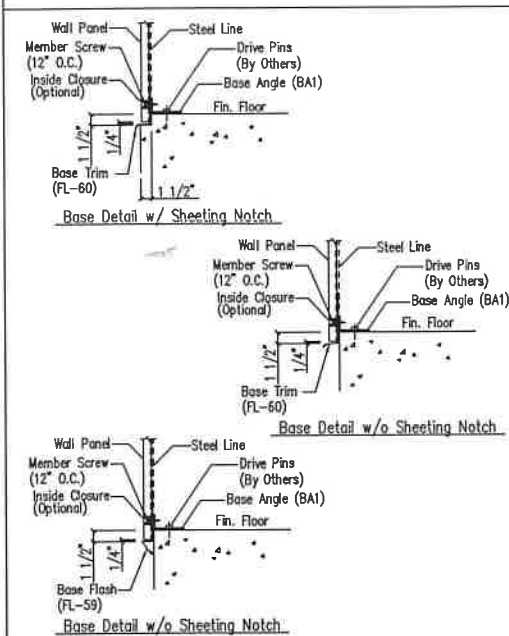 Wall Panel
Steel Line
Member Screw
(12" O.C.)
Drive Pins
(By Others)
Inside Closure
(Optional)
Base Angle (BA1)
Fin. Floor
1 1/2"
1/4"
Base Trim
(FL-60)
1 1/2"
Base Detail w/ Sheeting Notch
Wall Panel
Steel Line
Member Screw
(12" O.C.)
Drive Pins
(By Others)
Inside Closure
(Optional)
Base Angle (BA1)
Fin. Floor
1 1/2"
1/4"
Base Trim
(FL-60)
Base Detail w/o Sheeting Notch
Wall Panel
Steel Line
Member Screw
(12" O.C.)
Drive Pins
(By Others)
Inside Closure
(Optional)
Base Angle (BA1)
Fin. Floor
1 1/2"
1/4"
Base Flash
(FL-59)
Base Detail w/o Sheeting Notch